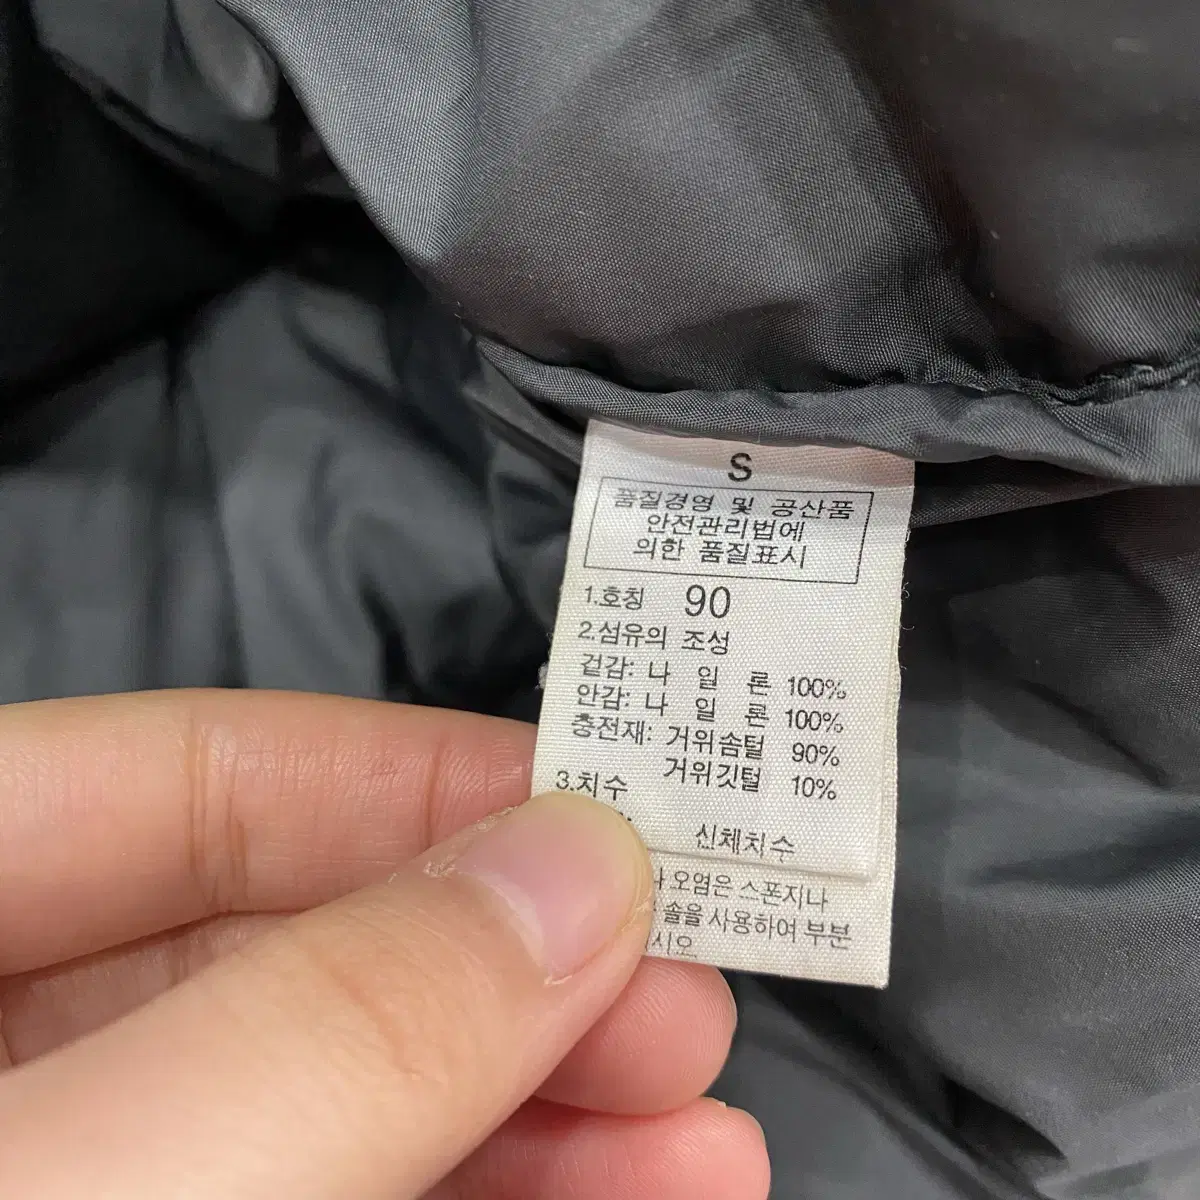 S
품질경영 및 공산품
안전관리법에
의한 품질표시
1.호칭 90
2.섬유의 조성
겉감: 나 일 론 100%
안감: 나 일 론 100%
충전재: 거위솜털 90%
거위깃털 10%
3.치수
신체치수
오염은 스폰지나
솔을 사용하여 부분